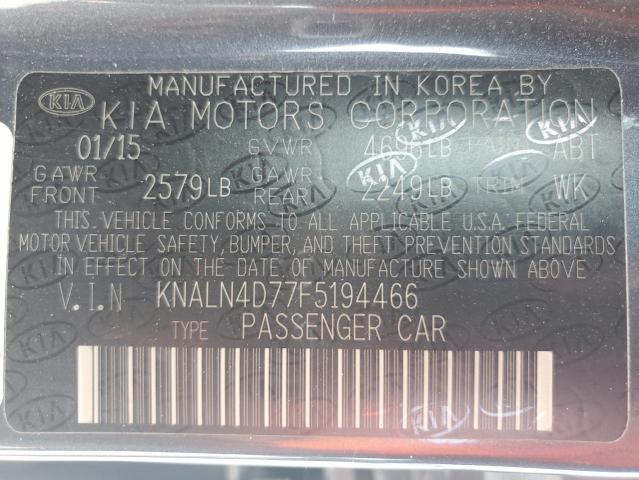 MANUFACTURED IN KOREA BY
KIA KIA MOTORS CORPORATION
01/15 GVWR PAINT ABT
GAWR FRONT 2579LB GAWR REAR 2249LB TRIM WK
THIS VEHICLE CONFORMS TO ALL APPLICABLE U.S.A. FEDERAL
MOTOR VEHICLE SAFETY, BUMPER, AND THEFT PREVENTION STANDARDS
IN EFFECT ON THE DATE OF MANUFACTURE SHOWN ABOVE
V.I.N KNALN4D77F5194466
TYPE PASSENGER CAR